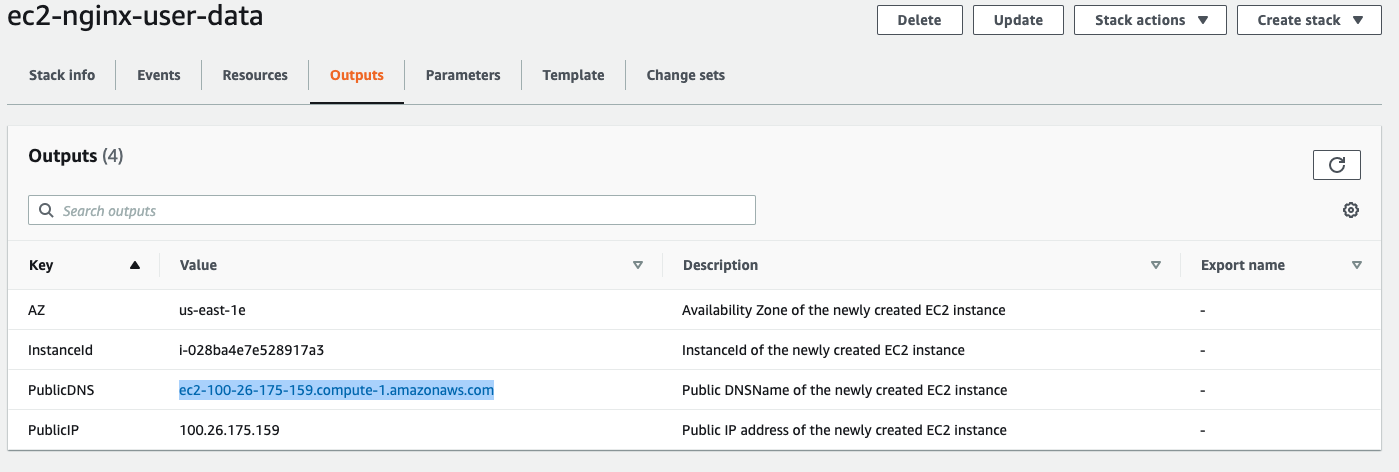 ec2-nginx-user-data
Delete Update Stack actions Create stack
Stack info Events Resources Outputs Parameters Template Change sets
Outputs (4)
Search outputs
Key Value Description Export name
AZ us-east-1e Availability Zone of the newly created EC2 instance -
InstanceId i-028ba4e7e528917a3 InstanceId of the newly created EC2 instance -
PublicDNS ec2-100-26-175-159.compute-1.amazonaws.com Public DNSName of the newly created EC2 instance -
PublicIP 100.26.175.159 Public IP address of the newly created EC2 instance -